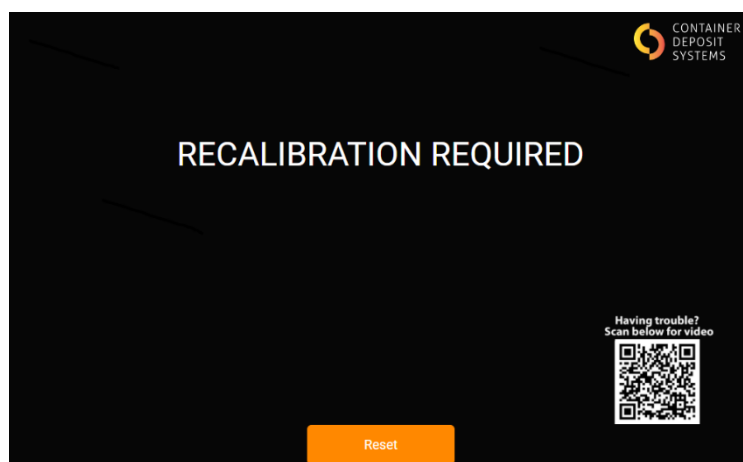 CONTAINER
DEPOSIT
SYSTEMS
RECALIBRATION REQUIRED
Having trouble?
Scan below for video
Reset